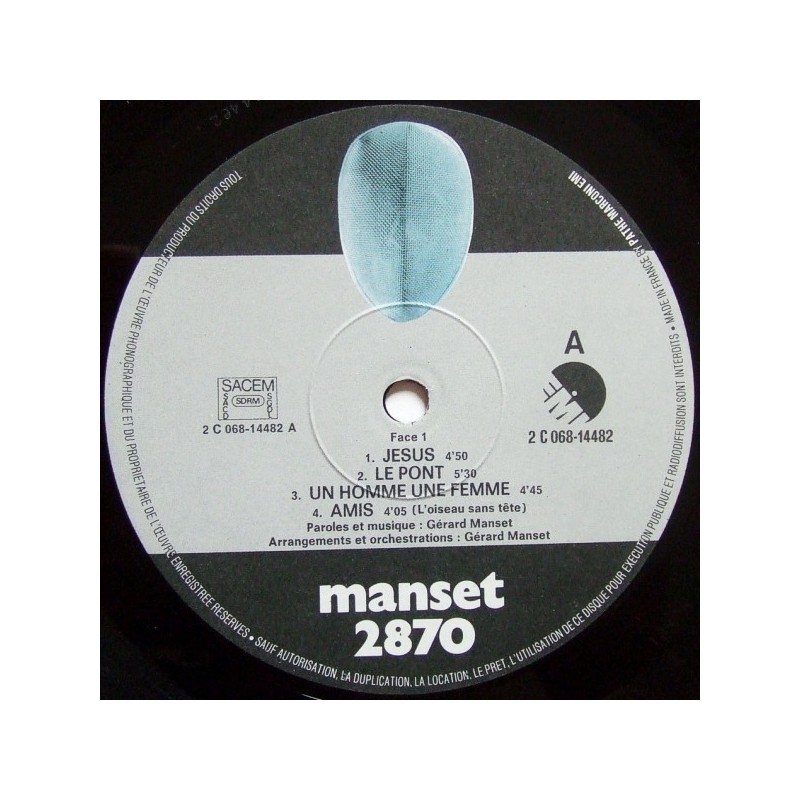 TOUS DROITS DU PRODUCTEUR DE L'ŒUVRE PHONOGRAPHIQUE ET DU PROPRIETAIRE DE L'ŒUVRE ENREGISTREE RESERVES • SAUF AUTORISATION, LA DUPLICATION, LA LOCATION, LE PRET, L'UTILISATION DE CE DISQUE POUR EXECUTION PUBLIQUE ET RADIODIFFUSION SONT INTERDITS • MADE IN FRANCE BY PATHE MARCONI EMI
A
SACEM
SACD
SDRM
SGDL
EMI
2 C 068-14482 A
2 C 068-14482
Face 1
1. JESUS 4'50
2. LE PONT 5'30
3. UN HOMME UNE FEMME 4'45
4. AMIS 4'05 (L'oiseau sans tête)
Paroles et musique : Gérard Manset
Arrangements et orchestrations : Gérard Manset
manset
2870